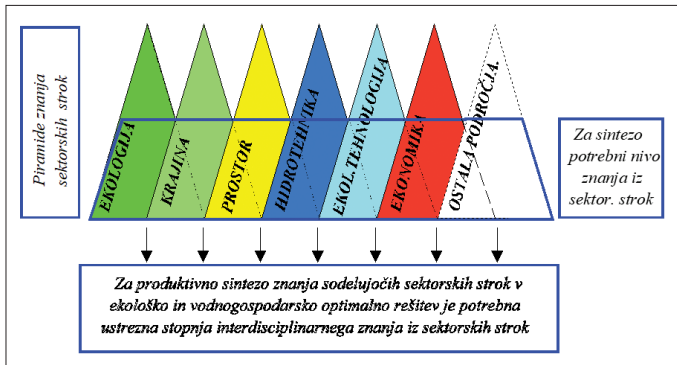 Piramide znanja
sektorskih strok
EKOLOGIJA
KRAJINA
PROSTOR
HIDROTEHNIKA
EKOL.TEHNOLOGIJA
EKONOMIKA
OSTALA PODROČJA.
Za sintezo
potrebni nivo
znanja iz
sektor. strok
Za produktivno sintezo znanja sodelujočih sektorskih strok v
ekološko in vodnogospodarsko optimalno rešitev je potrebna
ustrezna stopnja interdisciplinarnega znanja iz sektorskih strok